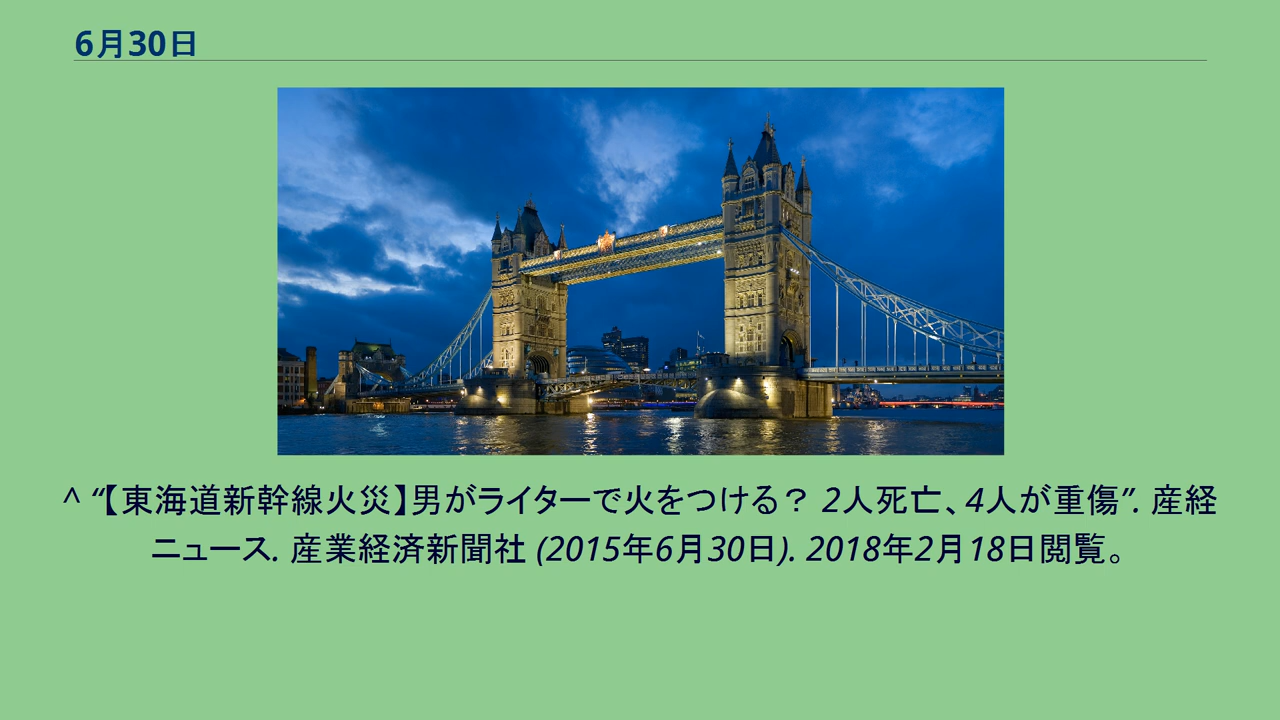 6月30日
^ “【東海道新幹線火災】男がライターで火をつける？ 2人死亡、4人が重傷”. 産経
ニュース. 産業経済新聞社 (2015年6月30日). 2018年2月18日閲覧。